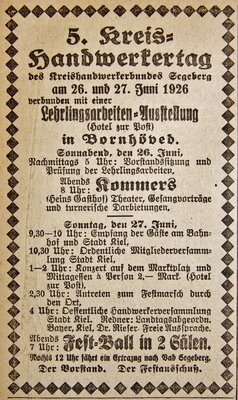 5. Kreis-
Handwerkertag
des Kreishandwerkerbundes Segeberg
am 26. und 27. Juni 1926
verbunden mit einer
Lehrlingsarbeiten-Ausstellung
(Hotel zur Post)
in Bornhöved.
Sonnabend, den 26. Juni,
Nachmittags 5 Uhr: Vorstandssitzung und
Prüfung der Lehrlingsarbeiten,
Abends
8 Uhr: Kommers
(Heins Gasthof) Theater, Gesangvorträge
und turnerische Darbietungen,
Sonntag, den 27. Juni,
9,30—10 Uhr: Empfang der Gäste am Bahn-
hof und Stadt Kiel,
10,30 Uhr: Ordentliche Mitgliederversamm-
lung Stadt Kiel.
1—2 Uhr: Konzert auf dem Marktplatz und
Mittagessen à Person 2,— Mark. (Hotel
zur Post),
2,30 Uhr: Antreten zum Festmarsch durch
den Ort,
4 Uhr: Oeffentliche Handwerkerversammlung
Stadt Kiel. Redner: Landtagsabgeordn.
Bayer, Kiel, Dr. Rieser. Freie Aussprache.
Abends
7 Uhr: Fest-Ball in 2 Sälen.
Nachts 12 Uhr fährt ein Extrazug nach Bad Segeberg.
Der Vorstand. Der Festausschuß.